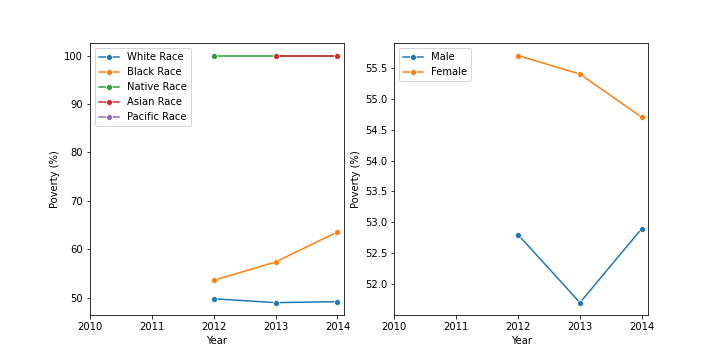 100
90
80
70
60
50
Poverty (%)
2010 2011 2012 2013 2014
Year
White Race
Black Race
Native Race
Asian Race
Pacific Race
55.5
55.0
54.5
54.0
53.5
53.0
52.5
52.0
Poverty (%)
2010 2011 2012 2013 2014
Year
Male
Female